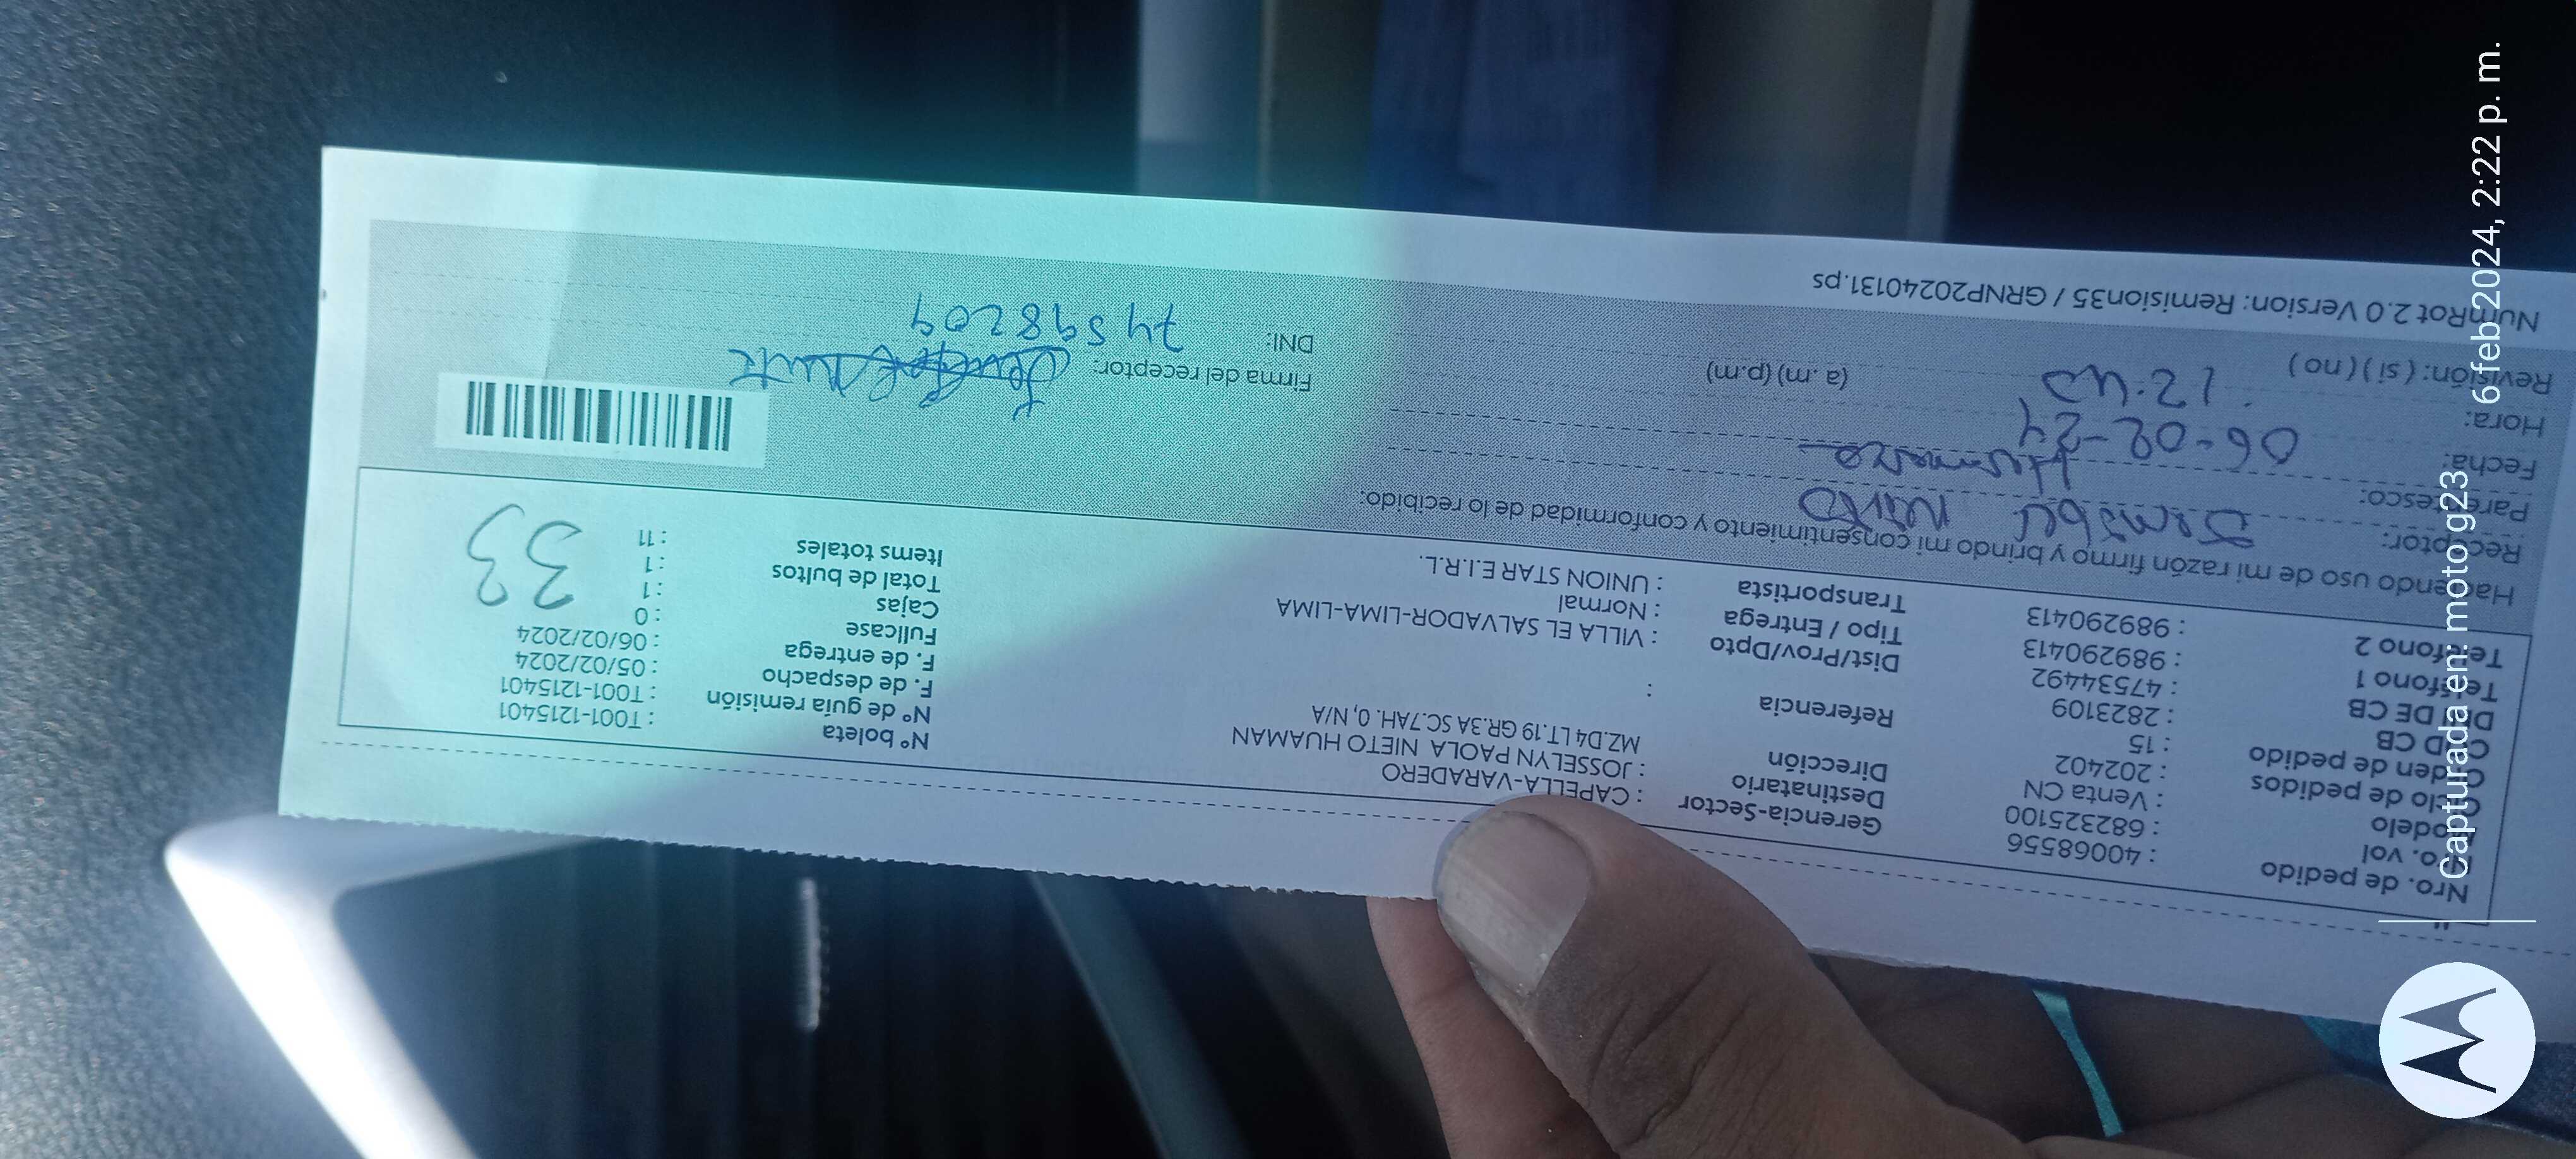 Nro. de pedido : 40068556
Nro. vol : 682325100
Modelo : Venta CN
Ciclo de pedidos : 202402
Orden de pedido : 15
COD CB : 2823109
DNI DE CB : 47534492
Teléfono 1 : 989290413
Teléfono 2 : 989290413
Gerencia-Sector : CAPELLA-VARADERO
Destinatario : JOSSELYN PAOLA NIETO HUAMAN
Dirección MZ.D4 LT.19 GR.3A SC.7AH. 0, N/A
Referencia :
Dist/Prov/Dpto : VILLA EL SALVADOR-LIMA-LIMA
Tipo / Entrega : Normal
Transportista : UNION STAR E.I.R.L.
Nº boleta : T001-1215401
Nº de guía remisión : T001-1215401
F. de despacho : 05/02/2024
F. de entrega : 06/02/2024
Fullcase : 0
Cajas : 1
Total de bultos : 1
Items totales : 11
33
Haciendo uso de mi razón firmo y brindo mi consentimiento y conformidad de lo recibido:
Receptor:
Parentesco:
Fecha: 06-02-24
Hora: 12:40 (a.m.) (p.m)
Revisión: ( si ) ( no )
Firma del receptor:
DNI: 74598209
NumRot 2.0 Version: Remision35 / GRNP20240131.ps
6 feb 2024, 2:22 p. m.
Capturada en: moto g23